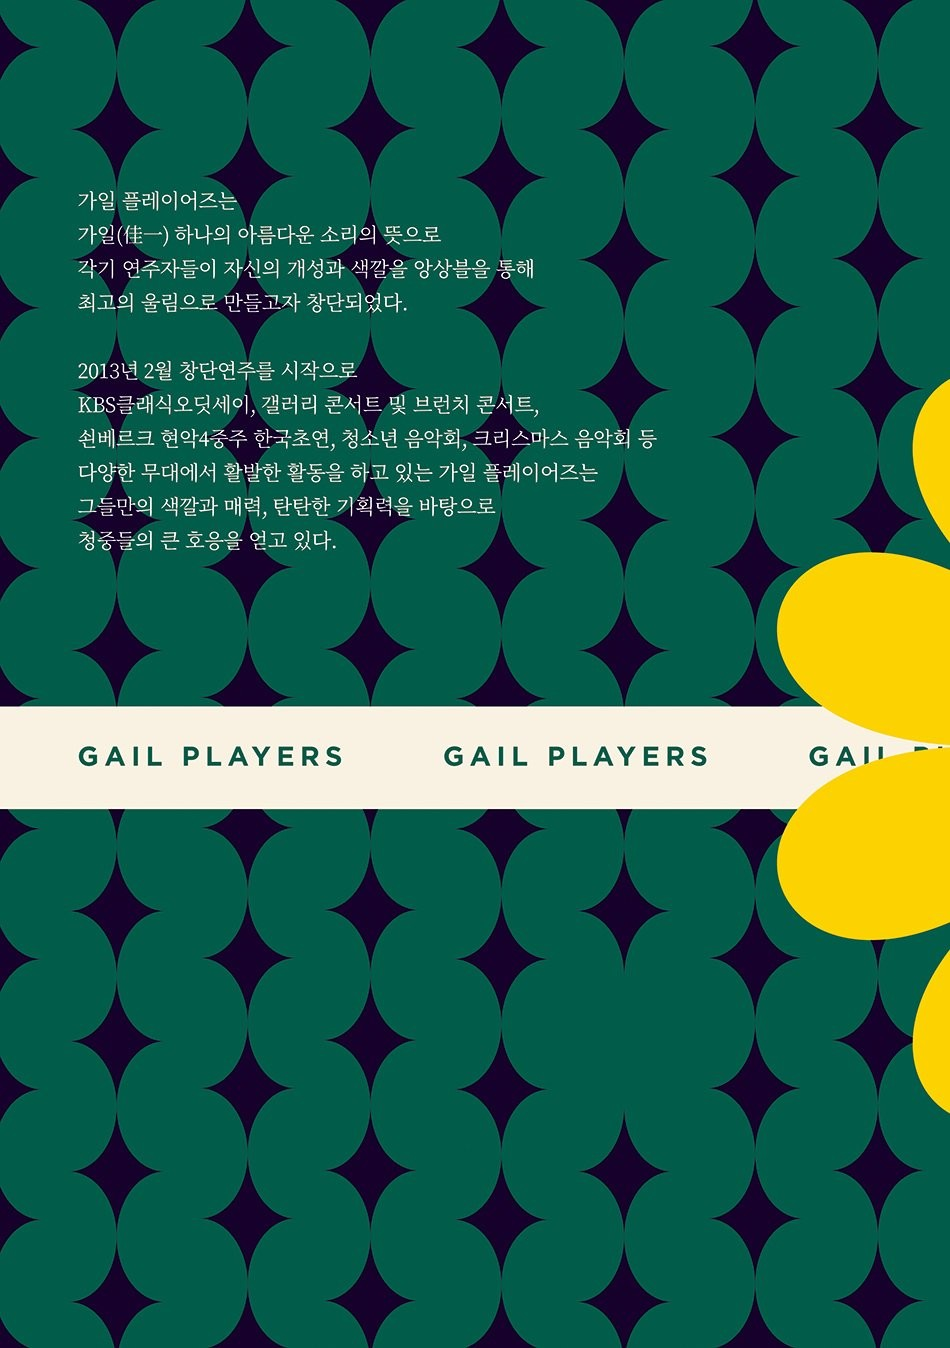 가일 플레이어즈는
가일(佳一) 하나의 아름다운 소리의 뜻으로
각기 연주자들이 자신의 개성과 색깔을 앙상블을 통해
최고의 울림으로 만들고자 창단되었다.
2013년 2월 창단연주를 시작으로
KBS클래식오딧세이, 갤러리 콘서트 및 브런치 콘서트,
쇤베르크 현악4중주 한국초연, 청소년 음악회, 크리스마스 음악회 등
다양한 무대에서 활발한 활동을 하고 있는 가일 플레이어즈는
그들만의 색깔과 매력, 탄탄한 기획력을 바탕으로
청중들의 큰 호응을 얻고 있다.
GAIL PLAYERS GAIL PLAYERS GAIL